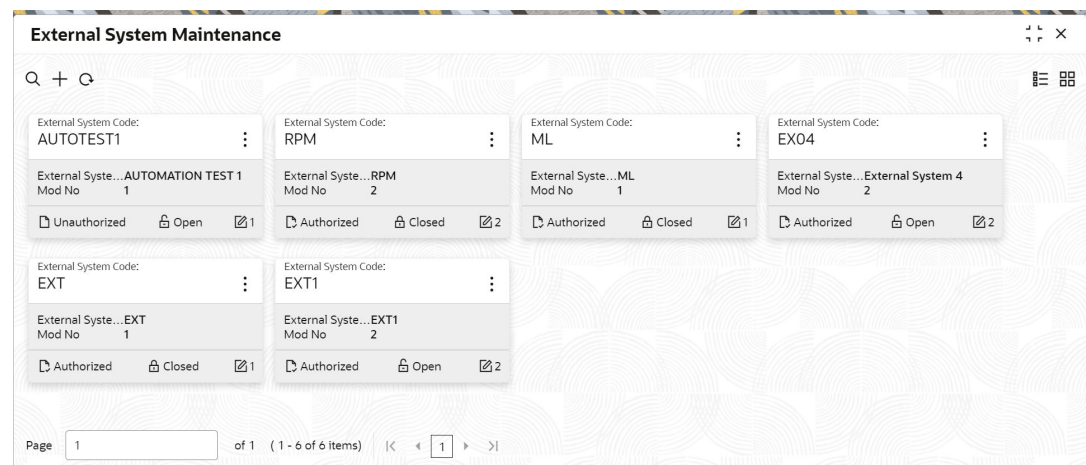 External System Maintenance
External System Code:
AUTOTEST1
External Syste...AUTOMATION TEST 1
Mod No 1
Unauthorized Open 1
External System Code:
RPM
External Syste...RPM
Mod No 2
Authorized Closed 2
External System Code:
ML
External Syste...ML
Mod No 1
Authorized Closed 1
External System Code:
EX04
External Syste...External System 4
Mod No 2
Authorized Open 2
External System Code:
EXT
External Syste...EXT
Mod No 1
Authorized Closed 1
External System Code:
EXT1
External Syste...EXT1
Mod No 2
Authorized Open 2
Page 1 of 1 ( 1 - 6 of 6 items) 1